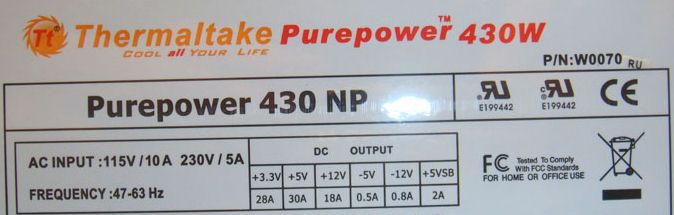 Tt Thermaltake Purepower™ 430W
COOL all YOUR LIFE
P/N:W0070 RU
Purepower 430 NP
E199442
E199442
CE
AC INPUT :115V/10A 230V/5A
FREQUENCY:47-63 Hz
DC OUTPUT
+3.3V +5V +12V -5V -12V +5VSB
28A 30A 18A 0.5A 0.8A 2A
FC Tested To Comply
With FCC Standards
FOR HOME OR OFFICE USE